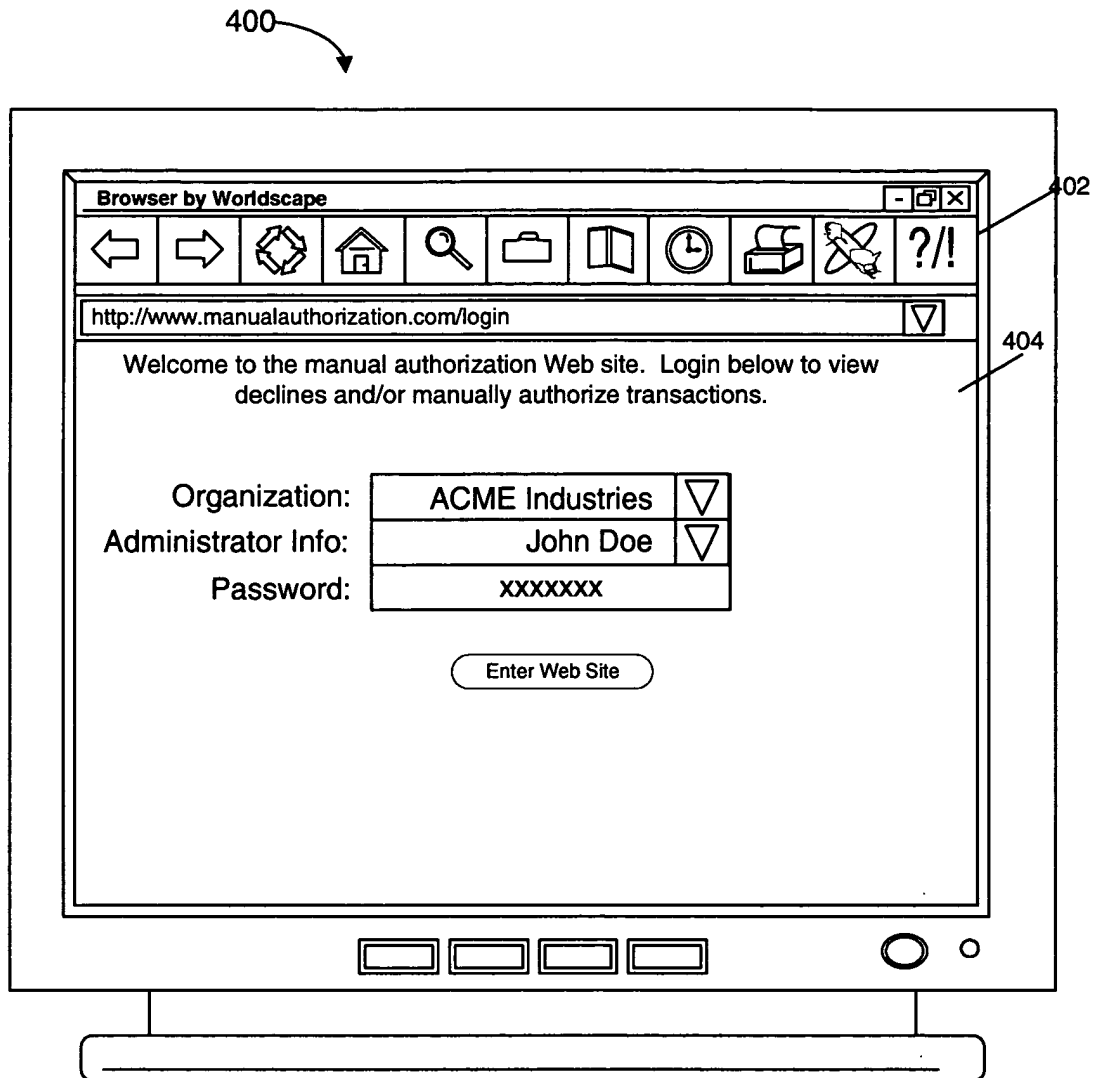 400
Browser by Worldscape
402
?/!
http://www.manualauthorization.com/login
404
Welcome to the manual authorization Web site. Login below to view
declines and/or manually authorize transactions.
Organization: ACME Industries
Administrator Info: John Doe
Password: xxxxxxx
Enter Web Site